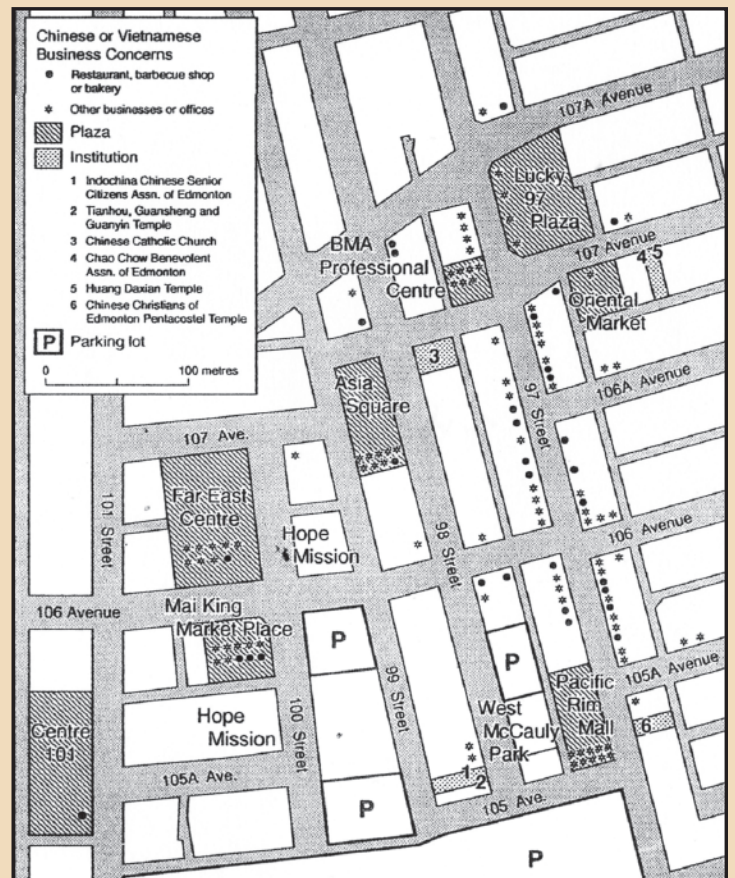 Chinese or Vietnamese
Business Concerns
Restaurant, barbecue shop
or bakery
Other businesses or offices
Plaza
Institution
1 Indochina Chinese Senior
Citizens Assn. of Edmonton
2 Tianhou, Guansheng and
Guanyin Temple
3 Chinese Catholic Church
4 Chao Chow Benevolent
Assn. of Edmonton
5 Huang Daxian Temple
6 Chinese Christians of
Edmonton Pentacostel Temple
P Parking lot
0 100 metres
107A Avenue
Lucky
97
Plaza
107 Avenue
BMA
Professional
Centre
4 5
Oriental
Market
3
97 Street
106A Avenue
Asia
Square
107 Ave.
Far East
Centre
101 Street
Hope
Mission
98 Street
106 Avenue
106 Avenue
Mai King
Market Place
P
P
99 Street
100 Street
105A Avenue
Pacific
Rim
Mall
West
McCauly
Park
Hope
Mission
Centre
101
6
105A Ave.
1
2
105 Ave.
P
P